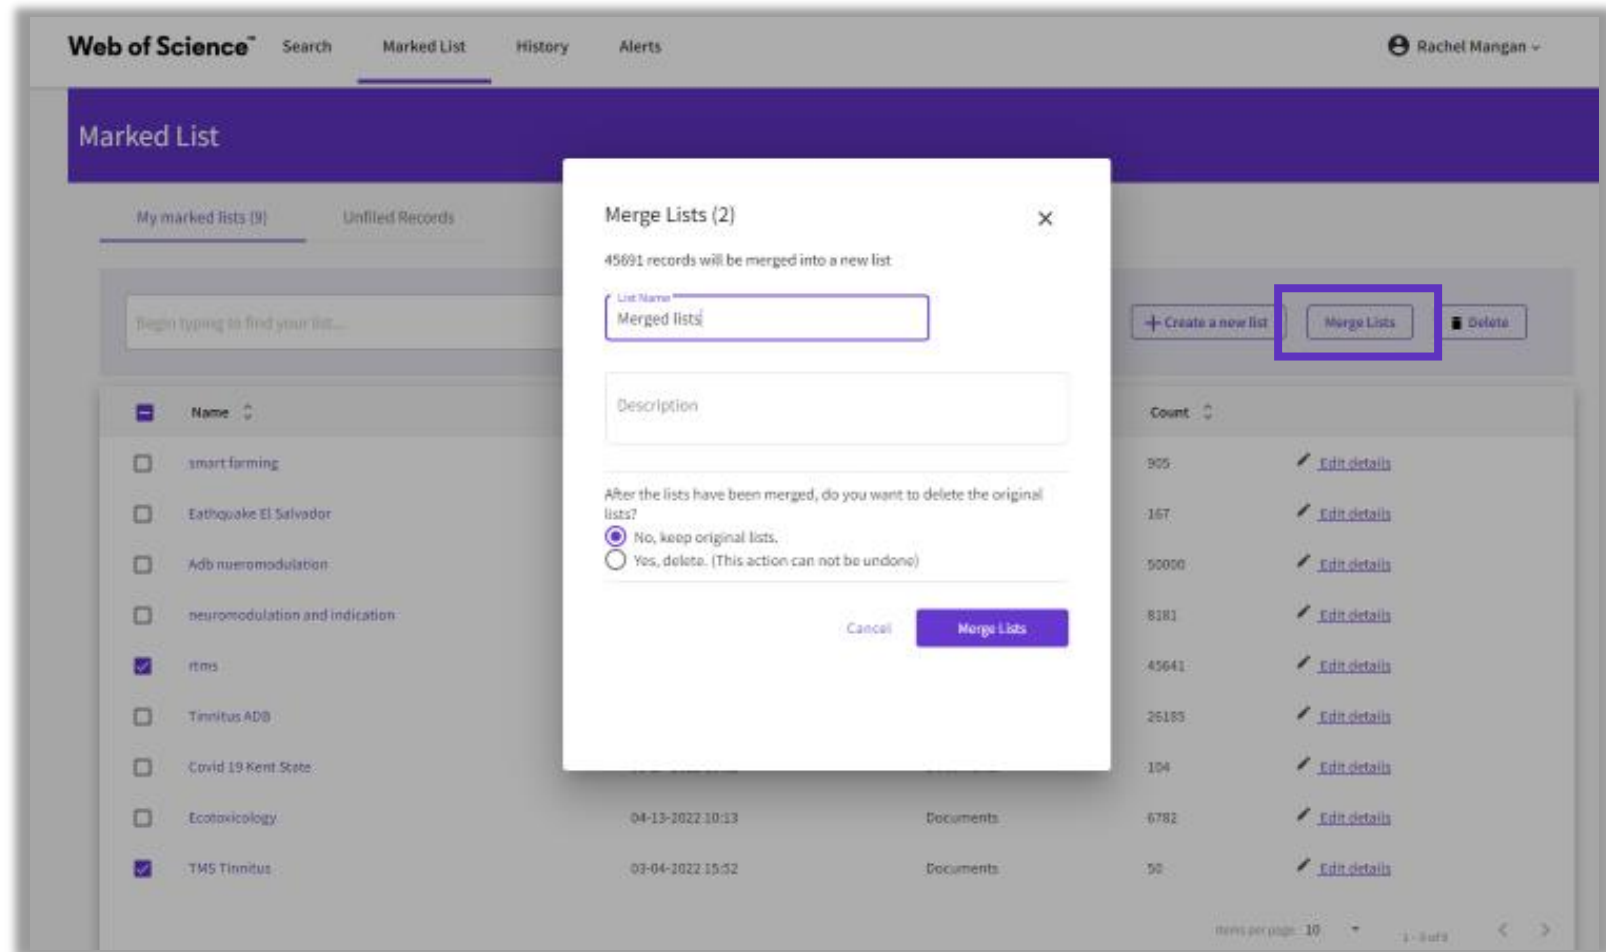 Web of Science™ Search Marked List History Alerts Rachel Mangan
Marked List
My marked lists (9) Unfiled Records
Begin typing to find your list...
+ Create a new list Merge Lists Delete
Merge Lists (2)
45691 records will be merged into a new list
List Name
Merged lists
Description
After the lists have been merged, do you want to delete the original
lists?
No, keep original lists.
Yes, delete. (This action can not be undone)
Cancel Merge Lists
Name Count
smart farming 905 Edit details
Eathquake El Salvador 167 Edit details
Adb nueromodulation 50000 Edit details
neuromodulation and indication 8181 Edit details
rtms 45641 Edit details
Tinnitus ADB 26185 Edit details
Covid 19 Kent State 104 Edit details
Ecotoxicology 04-13-2022 10:13 Documents 6782 Edit details
TMS Tinnitus 03-04-2022 15:52 Documents 50 Edit details
items per page 10 1 - 9 of 9